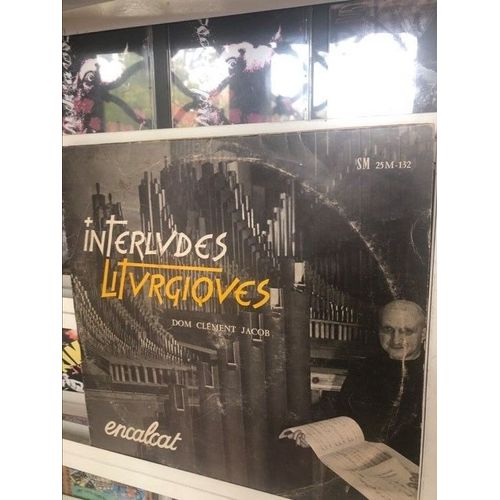 SM 25M-132
INTERLVDES
LITVRGIQVES
DOM CLÉMENT JACOB
encalcat